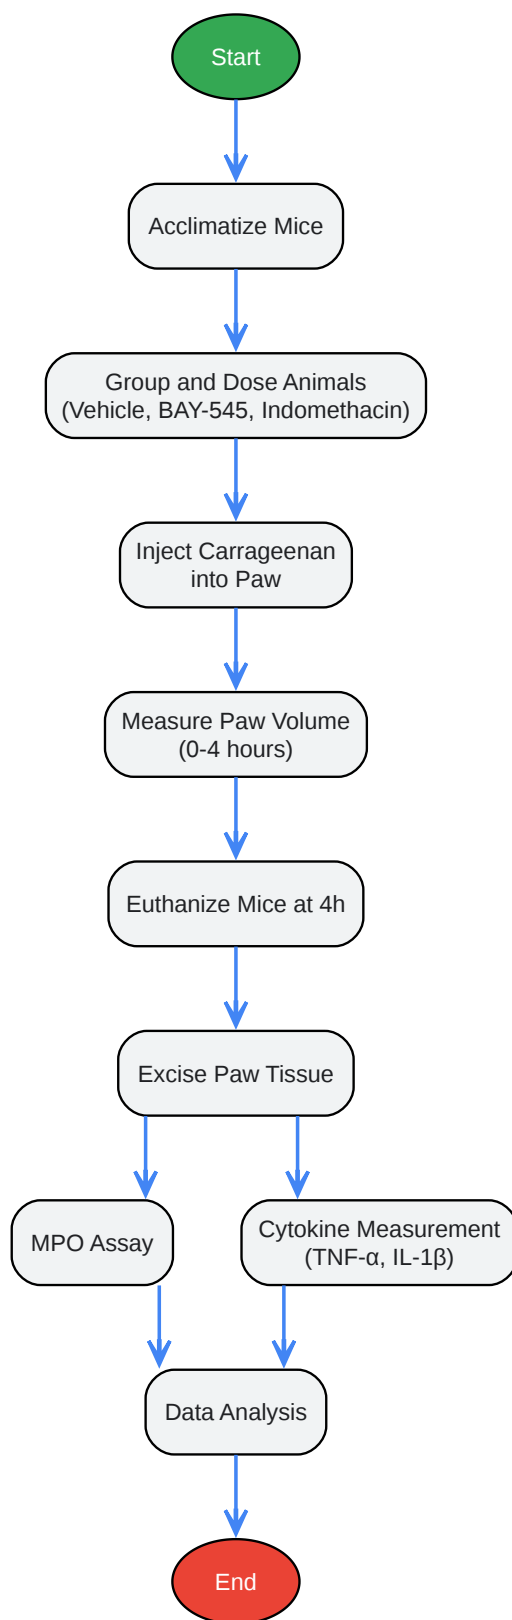 Start
Acclimatize Mice
Group and Dose Animals
(Vehicle, BAY-545, Indomethacin)
Inject Carrageenan
into Paw
Measure Paw Volume
(0-4 hours)
Euthanize Mice at 4h
Excise Paw Tissue
MPO Assay
Cytokine Measurement
(TNF-α, IL-1β)
Data Analysis
End